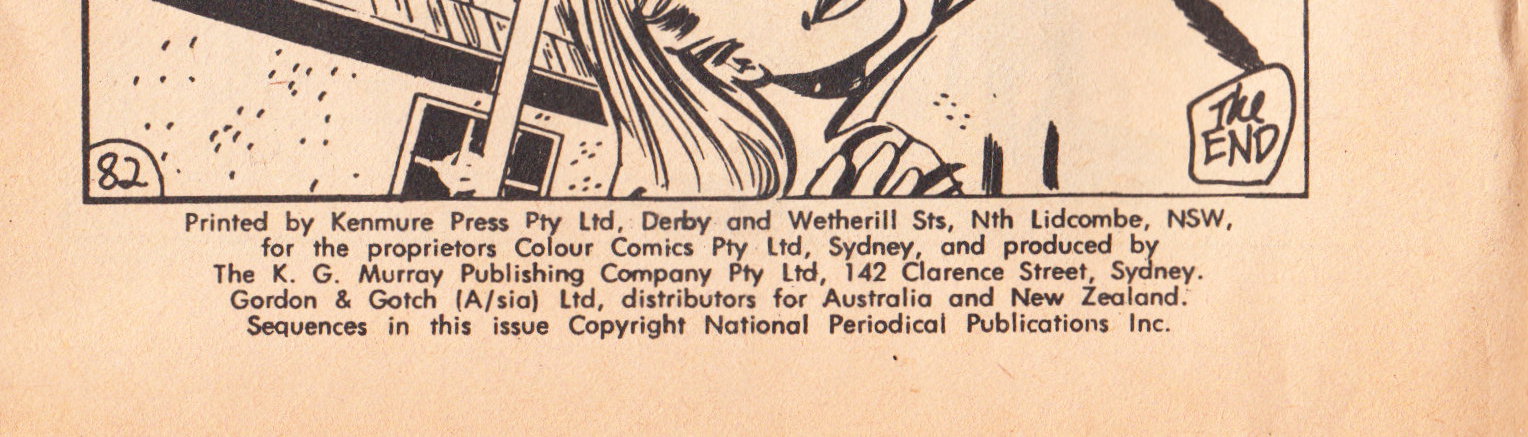 The
END
82
Printed by Kenmure Press Pty Ltd, Derby and Wetherill Sts, Nth Lidcombe, NSW,
for the proprietors Colour Comics Pty Ltd, Sydney, and produced by
The K. G. Murray Publishing Company Pty Ltd, 142 Clarence Street, Sydney.
Gordon & Gotch (A/sia) Ltd, distributors for Australia and New Zealand.
Sequences in this issue Copyright National Periodical Publications Inc.